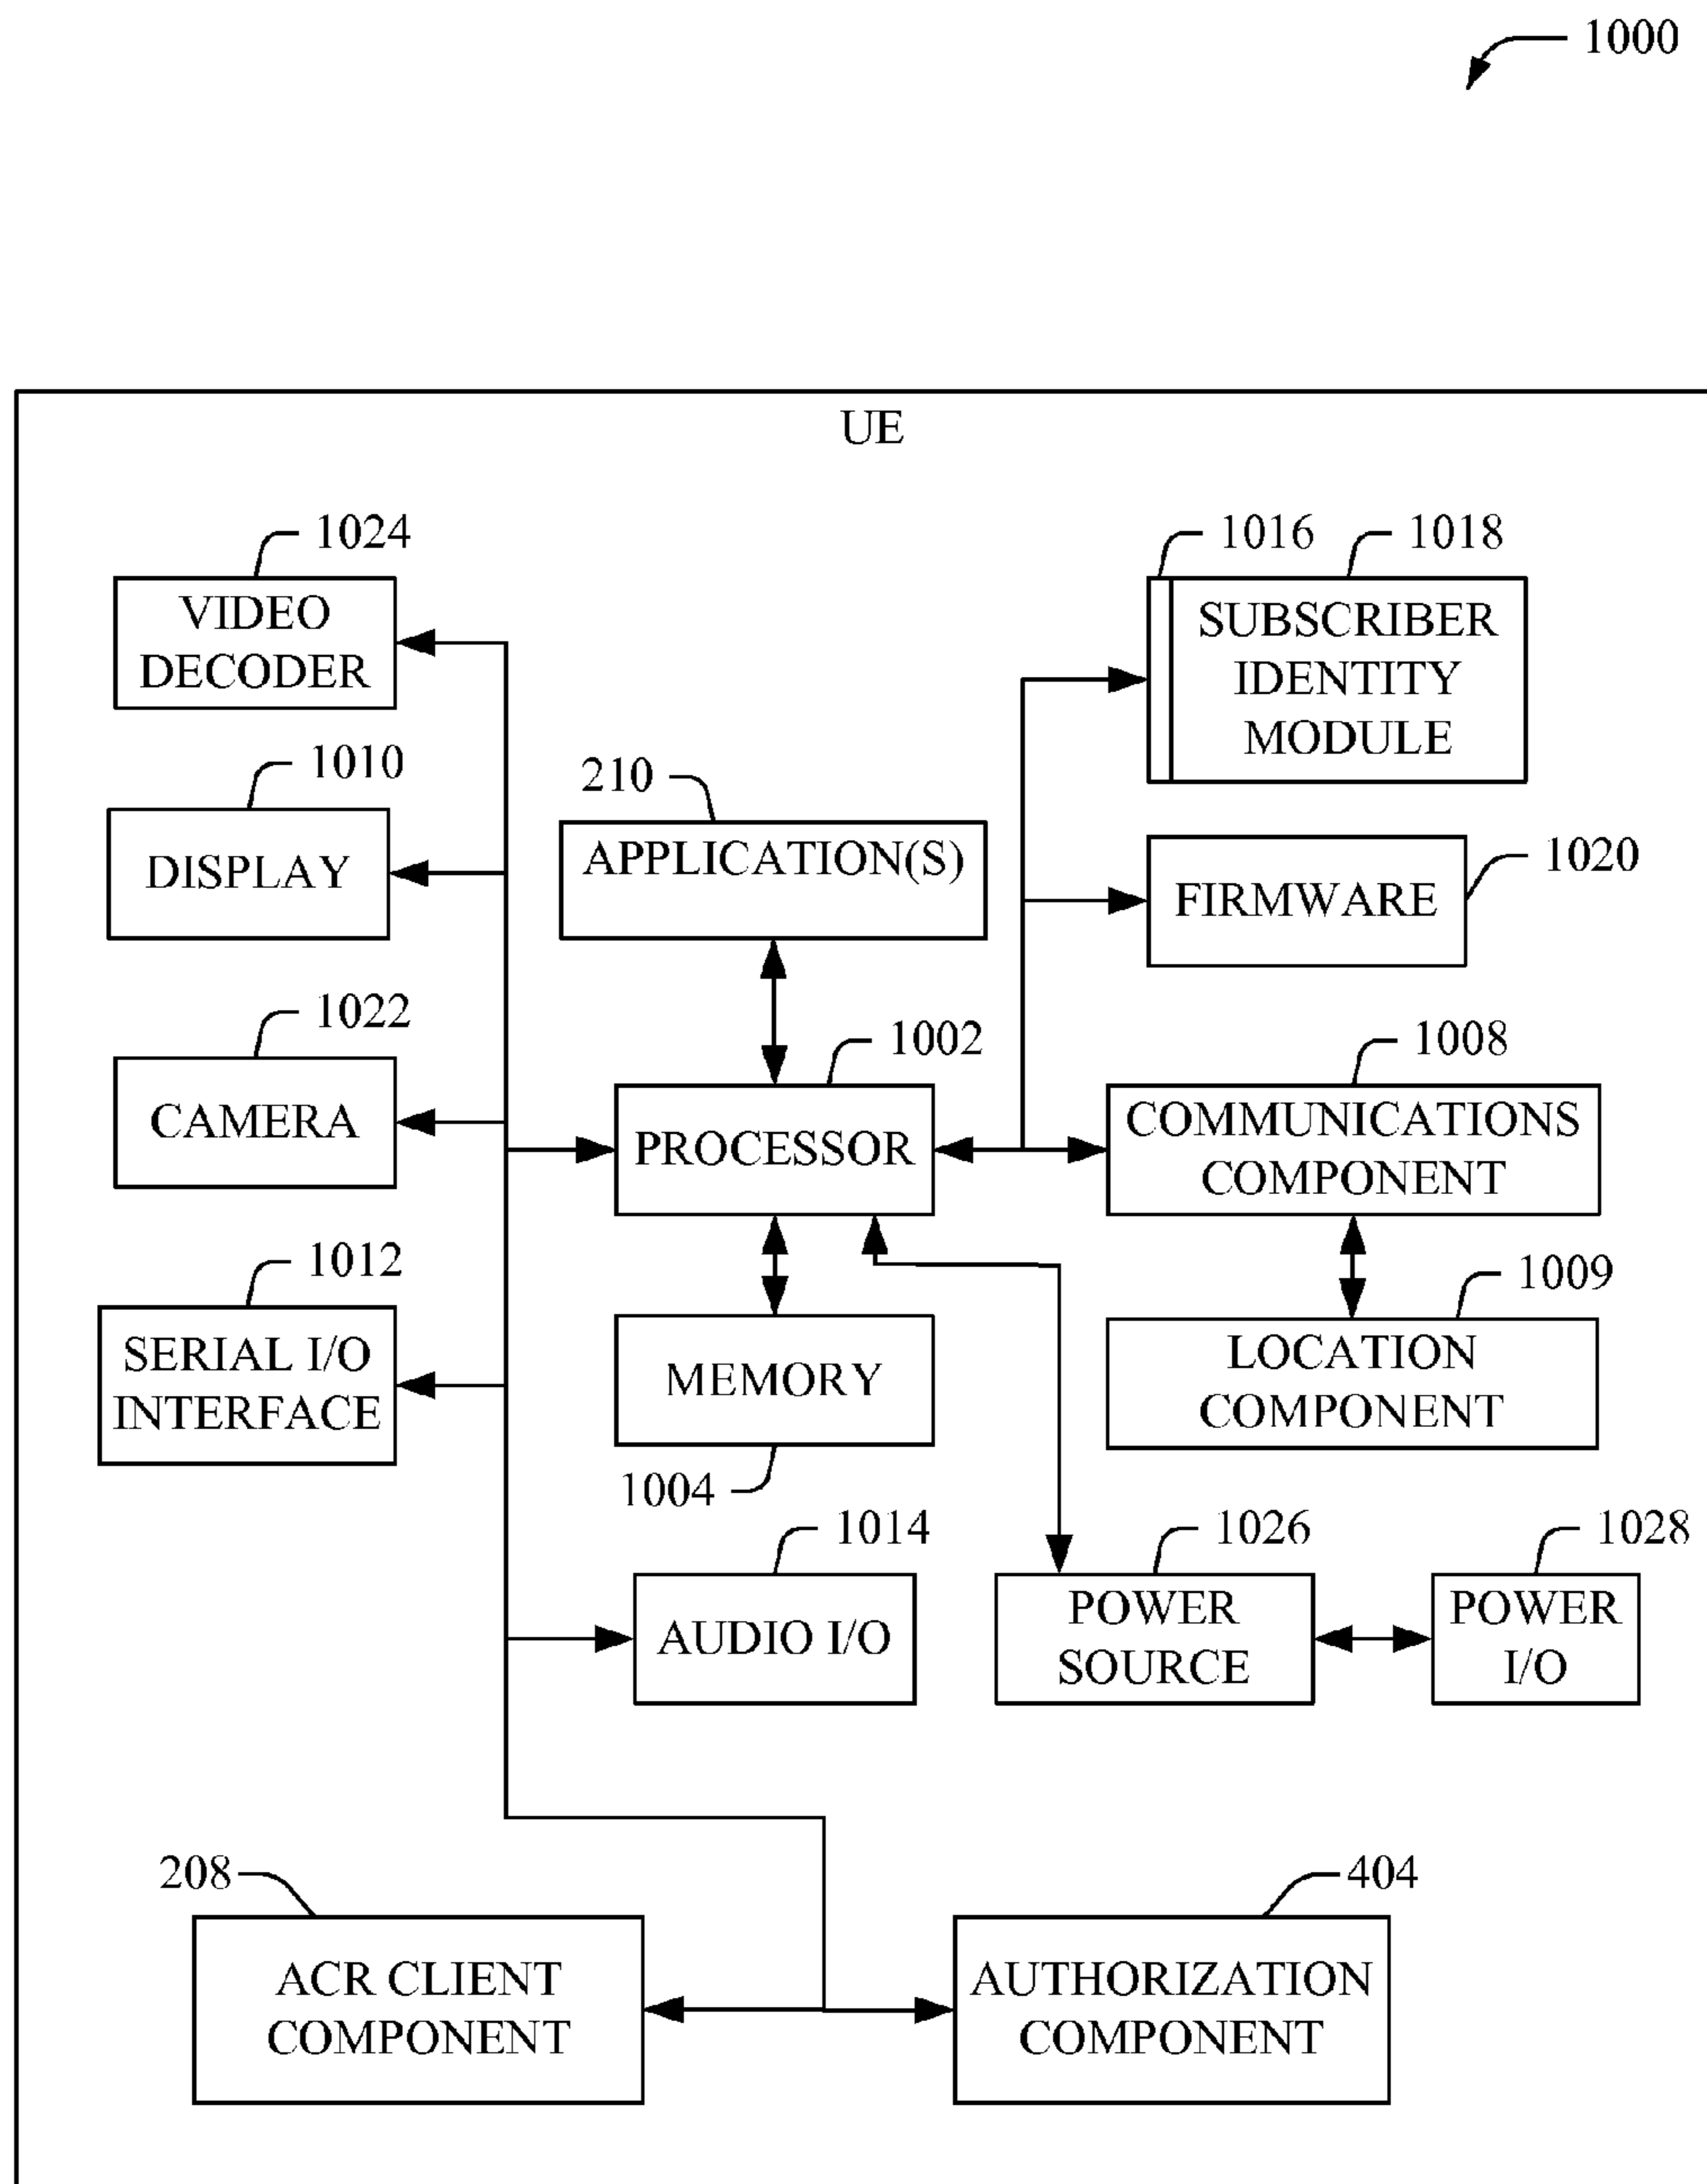 1000
UE
1024
VIDEO
DECODER
1016
1018
SUBSCRIBER
IDENTITY
MODULE
1010
DISPLAY
210
APPLICATION(S)
1020
FIRMWARE
1022
CAMERA
1002
PROCESSOR
1008
COMMUNICATIONS
COMPONENT
1012
SERIAL I/O
INTERFACE
MEMORY
1004
1009
LOCATION
COMPONENT
1014
AUDIO I/O
1026
POWER
SOURCE
1028
POWER
I/O
208
ACR CLIENT
COMPONENT
404
AUTHORIZATION
COMPONENT